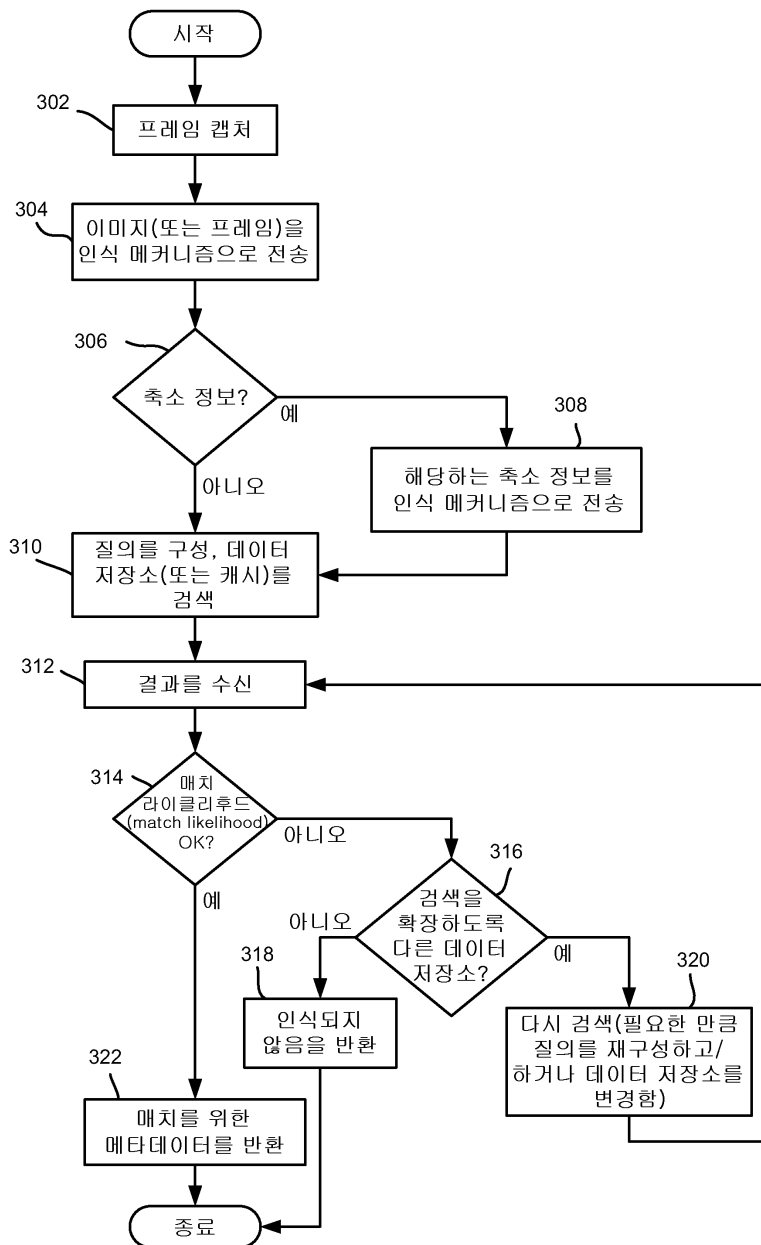 시작
302
프레임 캡처
304
이미지(또는 프레임)을
인식 메커니즘으로 전송
306
축소 정보?
예
308
해당하는 축소 정보를
인식 메커니즘으로 전송
아니오
310
질의를 구성, 데이터
저장소(또는 캐시)를
검색
312
결과를 수신
314
매치
라이클리후드
(match likelihood)
OK?
아니오
예
316
검색을
확장하도록
다른 데이터
저장소?
아니오
예
318
인식되지
않음을 반환
320
다시 검색(필요한 만큼
질의를 재구성하고/
하거나 데이터 저장소를
변경함)
322
매치를 위한
메타데이터를 반환
종료